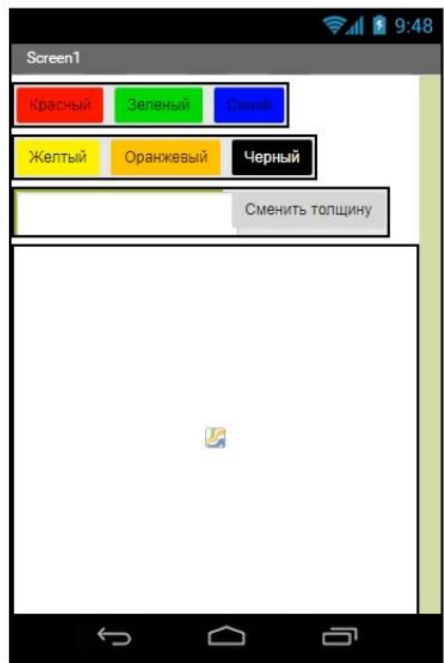 9:48
Screen1
Красный Зеленый Синий
Желтый Оранжевый Черный
Сменить толщину